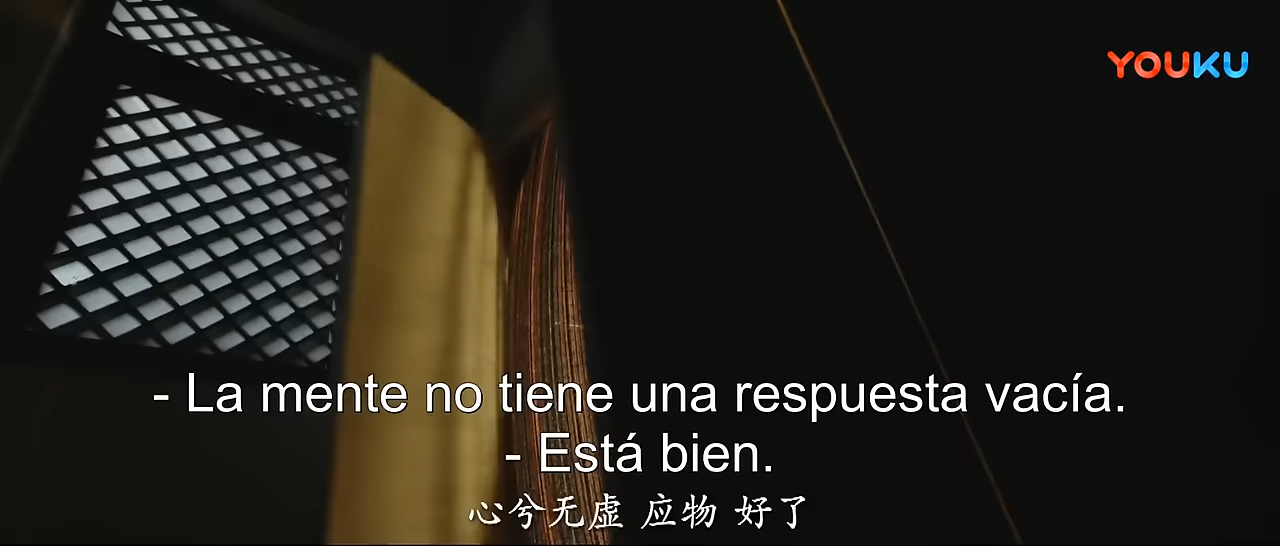 YOUKU
- La mente no tiene una respuesta vacía.
- Está bien.
心兮无虚 应物 好了